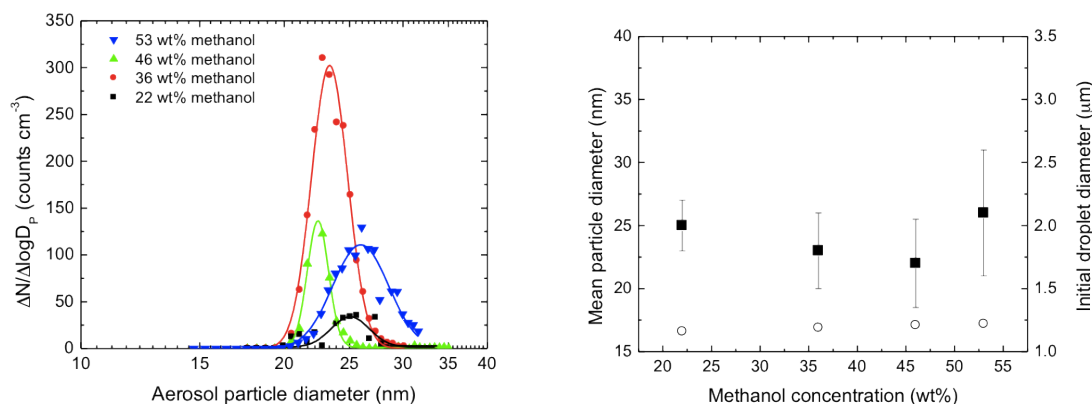 350
300
250
200
150
100
50
0
ΔN/ΔlogD_P (counts cm⁻³)
53 wt% methanol
46 wt% methanol
36 wt% methanol
22 wt% methanol
10 15 20 25 30 35 40
Aerosol particle diameter (nm)
40
35
30
25
20
15
Mean particle diameter (nm)
3.5
3.0
2.5
2.0
1.5
1.0
Initial droplet diameter (μm)
20 25 30 35 40 45 50 55
Methanol concentration (wt%)